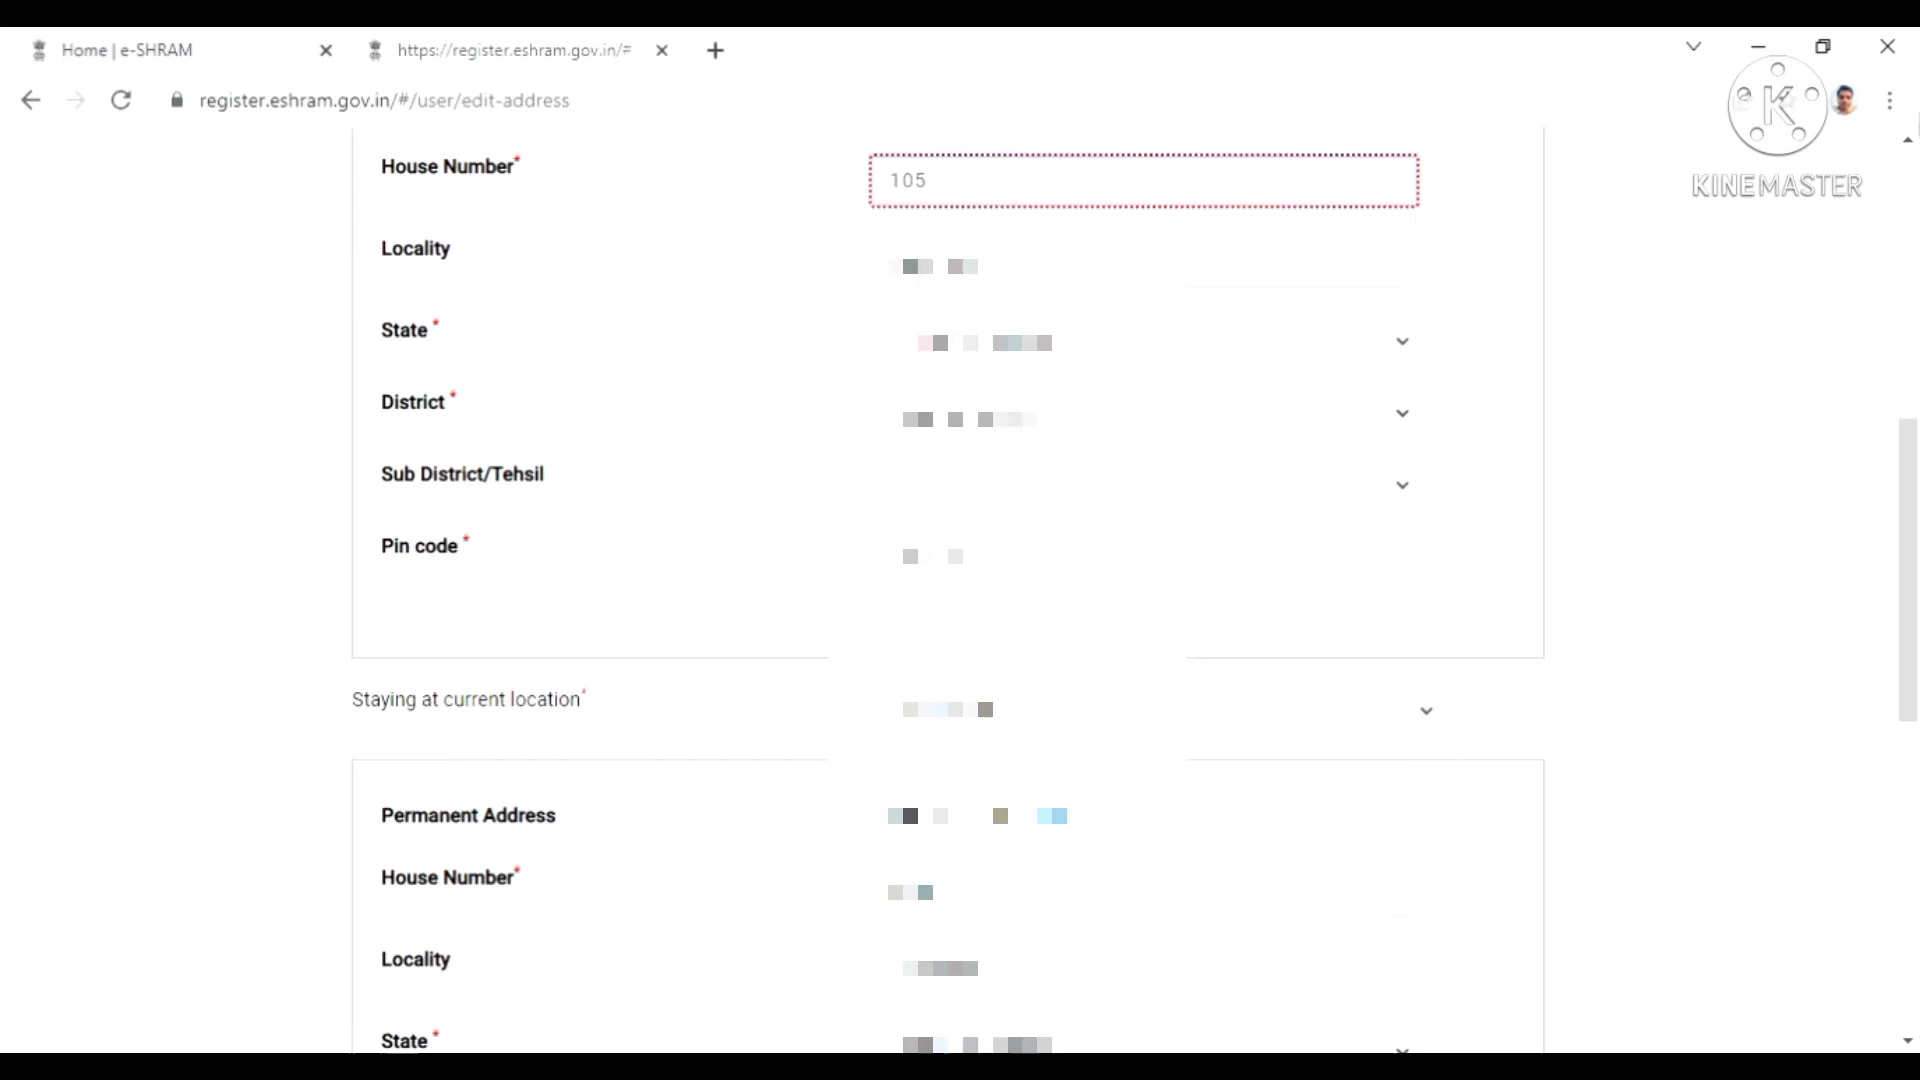 Home | e-SHRAM
https://register.eshram.gov.in/#
register.eshram.gov.in/#/user/edit-address
K
KINEMASTER
House Number*
105
Locality
State *
District *
Sub District/Tehsil
Pin code *
Staying at current location*
Permanent Address
House Number*
Locality
State *